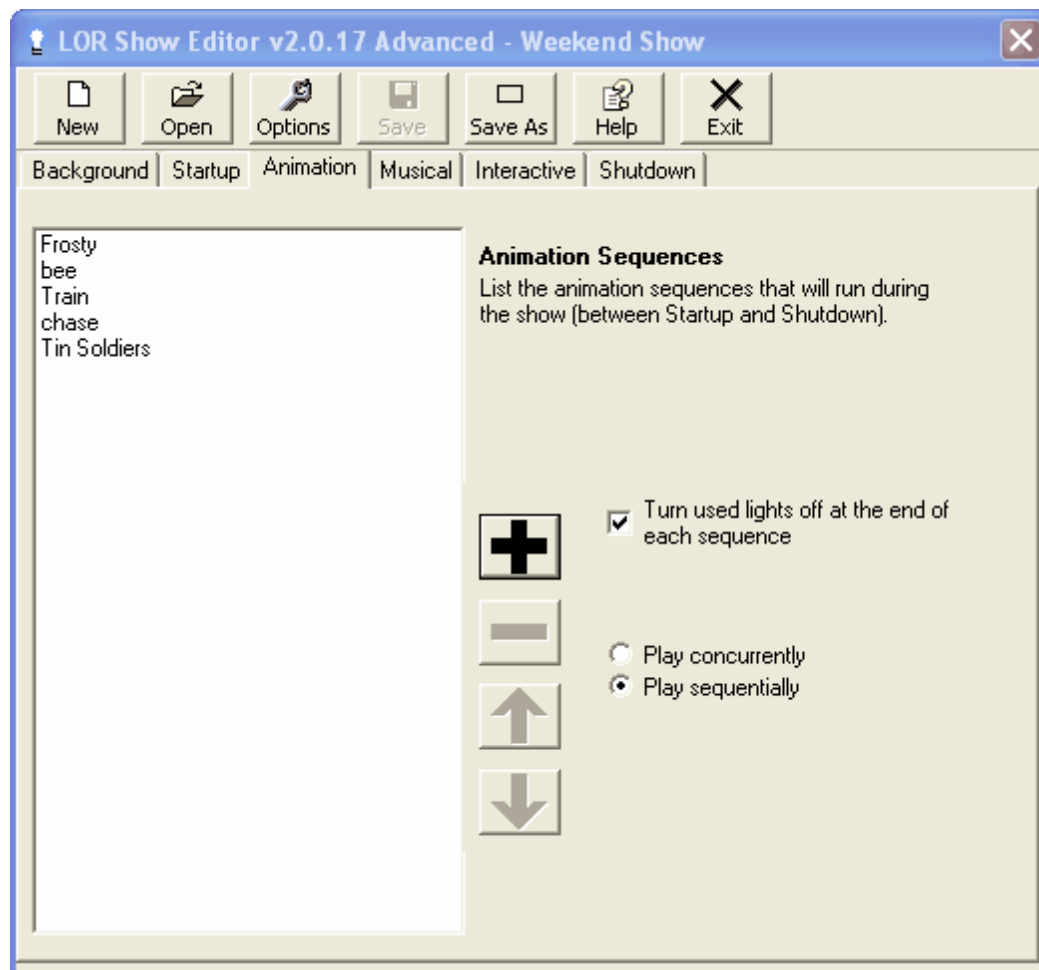 LOR Show Editor v2.0.17 Advanced - Weekend Show
New Open Options Save Save As Help Exit
Background Startup Animation Musical Interactive Shutdown
Frosty
bee
Train
chase
Tin Soldiers
Animation Sequences
List the animation sequences that will run during
the show (between Startup and Shutdown).
Turn used lights off at the end of
each sequence
Play concurrently
Play sequentially